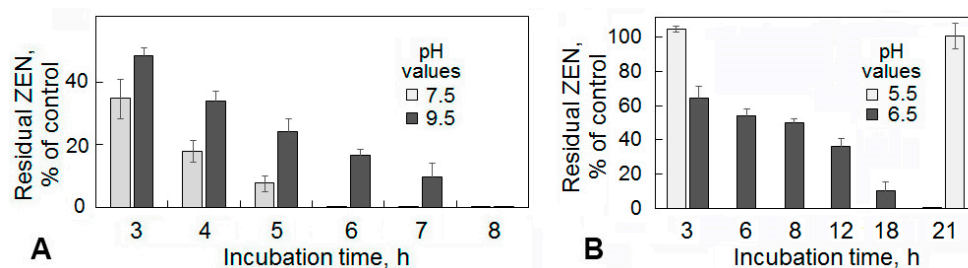 Residual ZEN,
% of control
40
20
0
pH
values
7.5
9.5
3 4 5 6 7 8
A
Incubation time, h
Residual ZEN,
% of control
100
80
60
40
20
0
pH
values
5.5
6.5
3 6 8 12 18 21
B
Incubation time, h